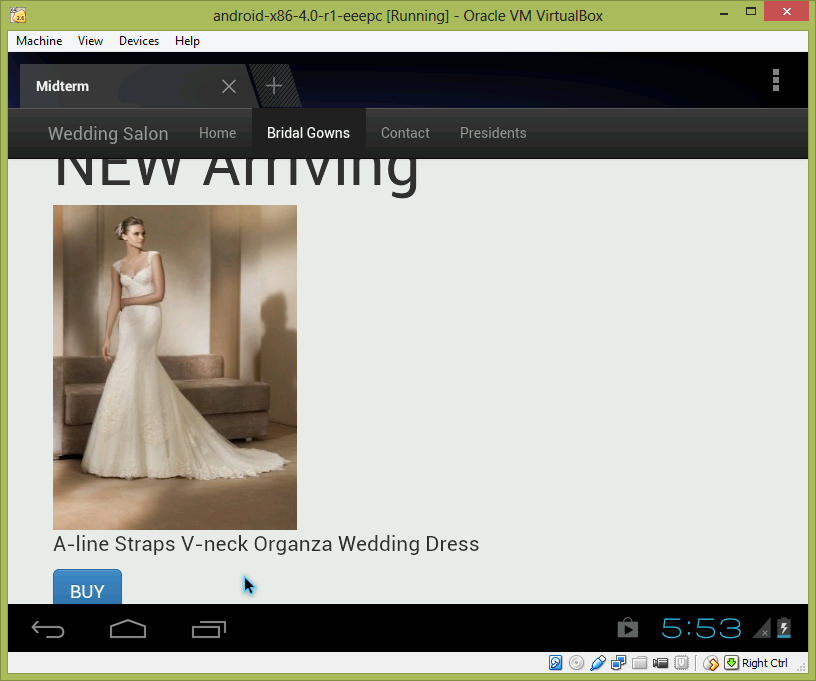 android-x86-4.0-r1-eeepc [Running] - Oracle VM VirtualBox
Machine View Devices Help
Midterm
Wedding Salon Home Bridal Gowns Contact Presidents
NEW Arriving
A-line Straps V-neck Organza Wedding Dress
BUY
5:53
Right Ctrl